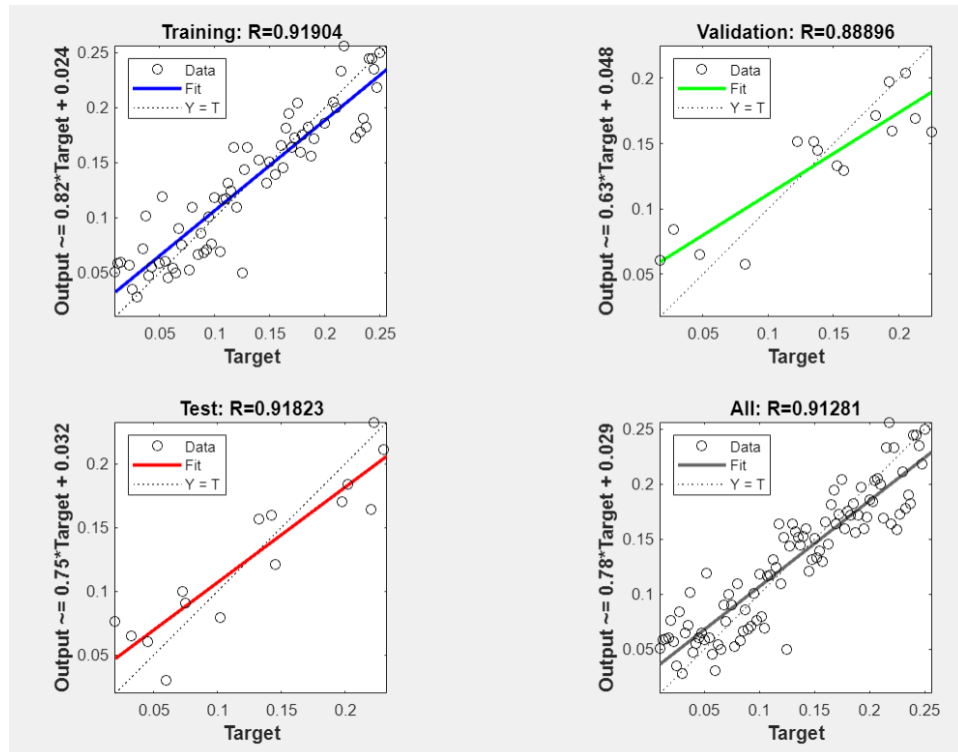 Training: R=0.91904
Output ~= 0.82*Target + 0.024
Data
Fit
Y = T
0.25
0.2
0.15
0.1
0.05
0.05
0.1
0.15
0.2
0.25
Target
Validation: R=0.88896
Output ~= 0.63*Target + 0.048
Data
Fit
Y = T
0.2
0.15
0.1
0.05
0.05
0.1
0.15
0.2
Target
Test: R=0.91823
Output ~= 0.75*Target + 0.032
Data
Fit
Y = T
0.2
0.15
0.1
0.05
0.05
0.1
0.15
0.2
Target
All: R=0.91281
Output ~= 0.78*Target + 0.029
Data
Fit
Y = T
0.25
0.2
0.15
0.1
0.05
0.05
0.1
0.15
0.2
0.25
Target